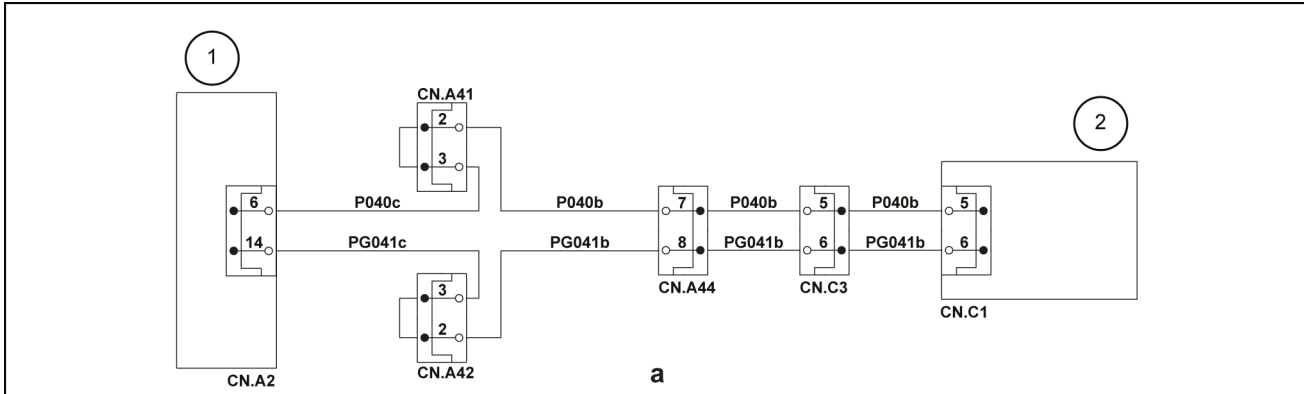 1
CN.A41
2
2
3
6
P040c
P040b
7
P040b
5
P040b
5
14
PG041c
PG041b
8
PG041b
6
PG041b
6
3
CN.A44
CN.C3
CN.C1
2
CN.A42
CN.A2
a